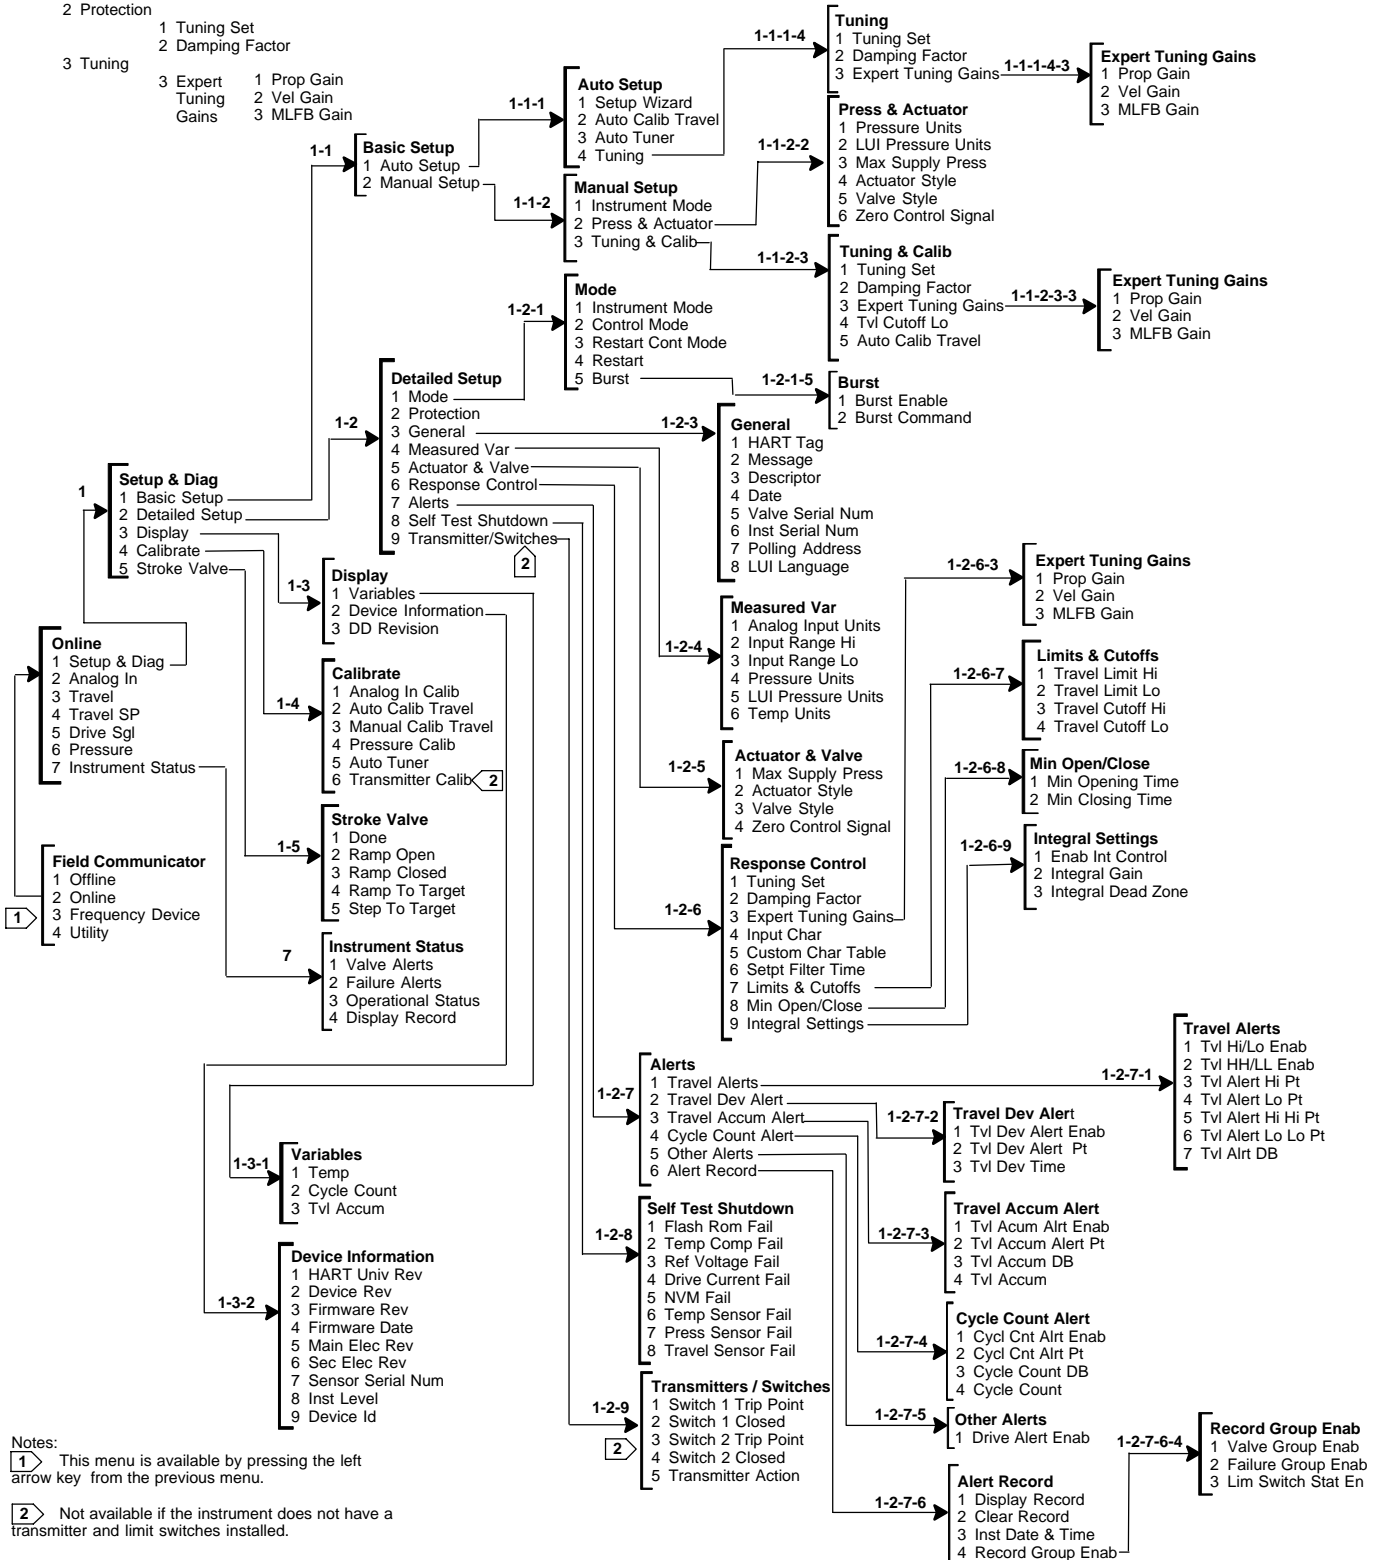 2 Protection
1 Tuning Set
2 Damping Factor
3 Tuning
3 Expert Tuning Gains
1 Prop Gain
2 Vel Gain
3 MLFB Gain
1-1
Basic Setup
1 Auto Setup
2 Manual Setup
1-1-1
Auto Setup
1 Setup Wizard
2 Auto Calib Travel
3 Auto Tuner
4 Tuning
1-1-1-4
Tuning
1 Tuning Set
2 Damping Factor
3 Expert Tuning Gains
1-1-1-4-3
Expert Tuning Gains
1 Prop Gain
2 Vel Gain
3 MLFB Gain
1-1-2
Manual Setup
1 Instrument Mode
2 Press & Actuator
3 Tuning & Calib
1-1-2-2
Press & Actuator
1 Pressure Units
2 LUI Pressure Units
3 Max Supply Press
4 Actuator Style
5 Valve Style
6 Zero Control Signal
1-1-2-3
Tuning & Calib
1 Tuning Set
2 Damping Factor
3 Expert Tuning Gains
4 Tvl Cutoff Lo
5 Auto Calib Travel
1-1-2-3-3
Expert Tuning Gains
1 Prop Gain
2 Vel Gain
3 MLFB Gain
1-2-1
Mode
1 Instrument Mode
2 Control Mode
3 Restart Cont Mode
4 Restart
5 Burst
1-2-1-5
Burst
1 Burst Enable
2 Burst Command
1-2
Detailed Setup
1 Mode
2 Protection
3 General
4 Measured Var
5 Actuator & Valve
6 Response Control
7 Alerts
8 Self Test Shutdown
9 Transmitter/Switches
2
1-2-3
General
1 HART Tag
2 Message
3 Descriptor
4 Date
5 Valve Serial Num
6 Inst Serial Num
7 Polling Address
8 LUI Language
1
Setup & Diag
1 Basic Setup
2 Detailed Setup
3 Display
4 Calibrate
5 Stroke Valve
1-3
Display
1 Variables
2 Device Information
3 DD Revision
1-2-4
Measured Var
1 Analog Input Units
2 Input Range Hi
3 Input Range Lo
4 Pressure Units
5 LUI Pressure Units
6 Temp Units
1-2-6-3
Expert Tuning Gains
1 Prop Gain
2 Vel Gain
3 MLFB Gain
Online
1 Setup & Diag
2 Analog In
3 Travel
4 Travel SP
5 Drive Sgl
6 Pressure
7 Instrument Status
1-4
Calibrate
1 Analog In Calib
2 Auto Calib Travel
3 Manual Calib Travel
4 Pressure Calib
5 Auto Tuner
6 Transmitter Calib
2
1-2-6-7
Limits & Cutoffs
1 Travel Limit Hi
2 Travel Limit Lo
3 Travel Cutoff Hi
4 Travel Cutoff Lo
1-2-5
Actuator & Valve
1 Max Supply Press
2 Actuator Style
3 Valve Style
4 Zero Control Signal
1-2-6-8
Min Open/Close
1 Min Opening Time
2 Min Closing Time
1-5
Stroke Valve
1 Done
2 Ramp Open
3 Ramp Closed
4 Ramp To Target
5 Step To Target
1-2-6-9
Integral Settings
1 Enab Int Control
2 Integral Gain
3 Integral Dead Zone
Field Communicator
1 Offline
2 Online
3 Frequency Device
4 Utility
1
1-2-6
Response Control
1 Tuning Set
2 Damping Factor
3 Expert Tuning Gains
4 Input Char
5 Custom Char Table
6 Setpt Filter Time
7 Limits & Cutoffs
8 Min Open/Close
9 Integral Settings
7
Instrument Status
1 Valve Alerts
2 Failure Alerts
3 Operational Status
4 Display Record
1-2-7
Alerts
1 Travel Alerts
2 Travel Dev Alert
3 Travel Accum Alert
4 Cycle Count Alert
5 Other Alerts
6 Alert Record
1-2-7-1
Travel Alerts
1 Tvl Hi/Lo Enab
2 Tvl HH/LL Enab
3 Tvl Alert Hi Pt
4 Tvl Alert Lo Pt
5 Tvl Alert Hi Hi Pt
6 Tvl Alert Lo Lo Pt
7 Tvl Alrt DB
1-2-7-2
Travel Dev Alert
1 Tvl Dev Alert Enab
2 Tvl Dev Alert Pt
3 Tvl Dev Time
1-3-1
Variables
1 Temp
2 Cycle Count
3 Tvl Accum
1-2-8
Self Test Shutdown
1 Flash Rom Fail
2 Temp Comp Fail
3 Ref Voltage Fail
4 Drive Current Fail
5 NVM Fail
6 Temp Sensor Fail
7 Press Sensor Fail
8 Travel Sensor Fail
1-2-7-3
Travel Accum Alert
1 Tvl Acum Alrt Enab
2 Tvl Accum Alert Pt
3 Tvl Accum DB
4 Tvl Accum
1-3-2
Device Information
1 HART Univ Rev
2 Device Rev
3 Firmware Rev
4 Firmware Date
5 Main Elec Rev
6 Sec Elec Rev
7 Sensor Serial Num
8 Inst Level
9 Device Id
1-2-7-4
Cycle Count Alert
1 Cycl Cnt Alrt Enab
2 Cycl Cnt Alrt Pt
3 Cycle Count DB
4 Cycle Count
1-2-9
2
Transmitters / Switches
1 Switch 1 Trip Point
2 Switch 1 Closed
3 Switch 2 Trip Point
4 Switch 2 Closed
5 Transmitter Action
1-2-7-5
Other Alerts
1 Drive Alert Enab
1-2-7-6
Alert Record
1 Display Record
2 Clear Record
3 Inst Date & Time
4 Record Group Enab
1-2-7-6-4
Record Group Enab
1 Valve Group Enab
2 Failure Group Enab
3 Lim Switch Stat En
Notes:
1 This menu is available by pressing the left
arrow key from the previous menu.
2 Not available if the instrument does not have a
transmitter and limit switches installed.